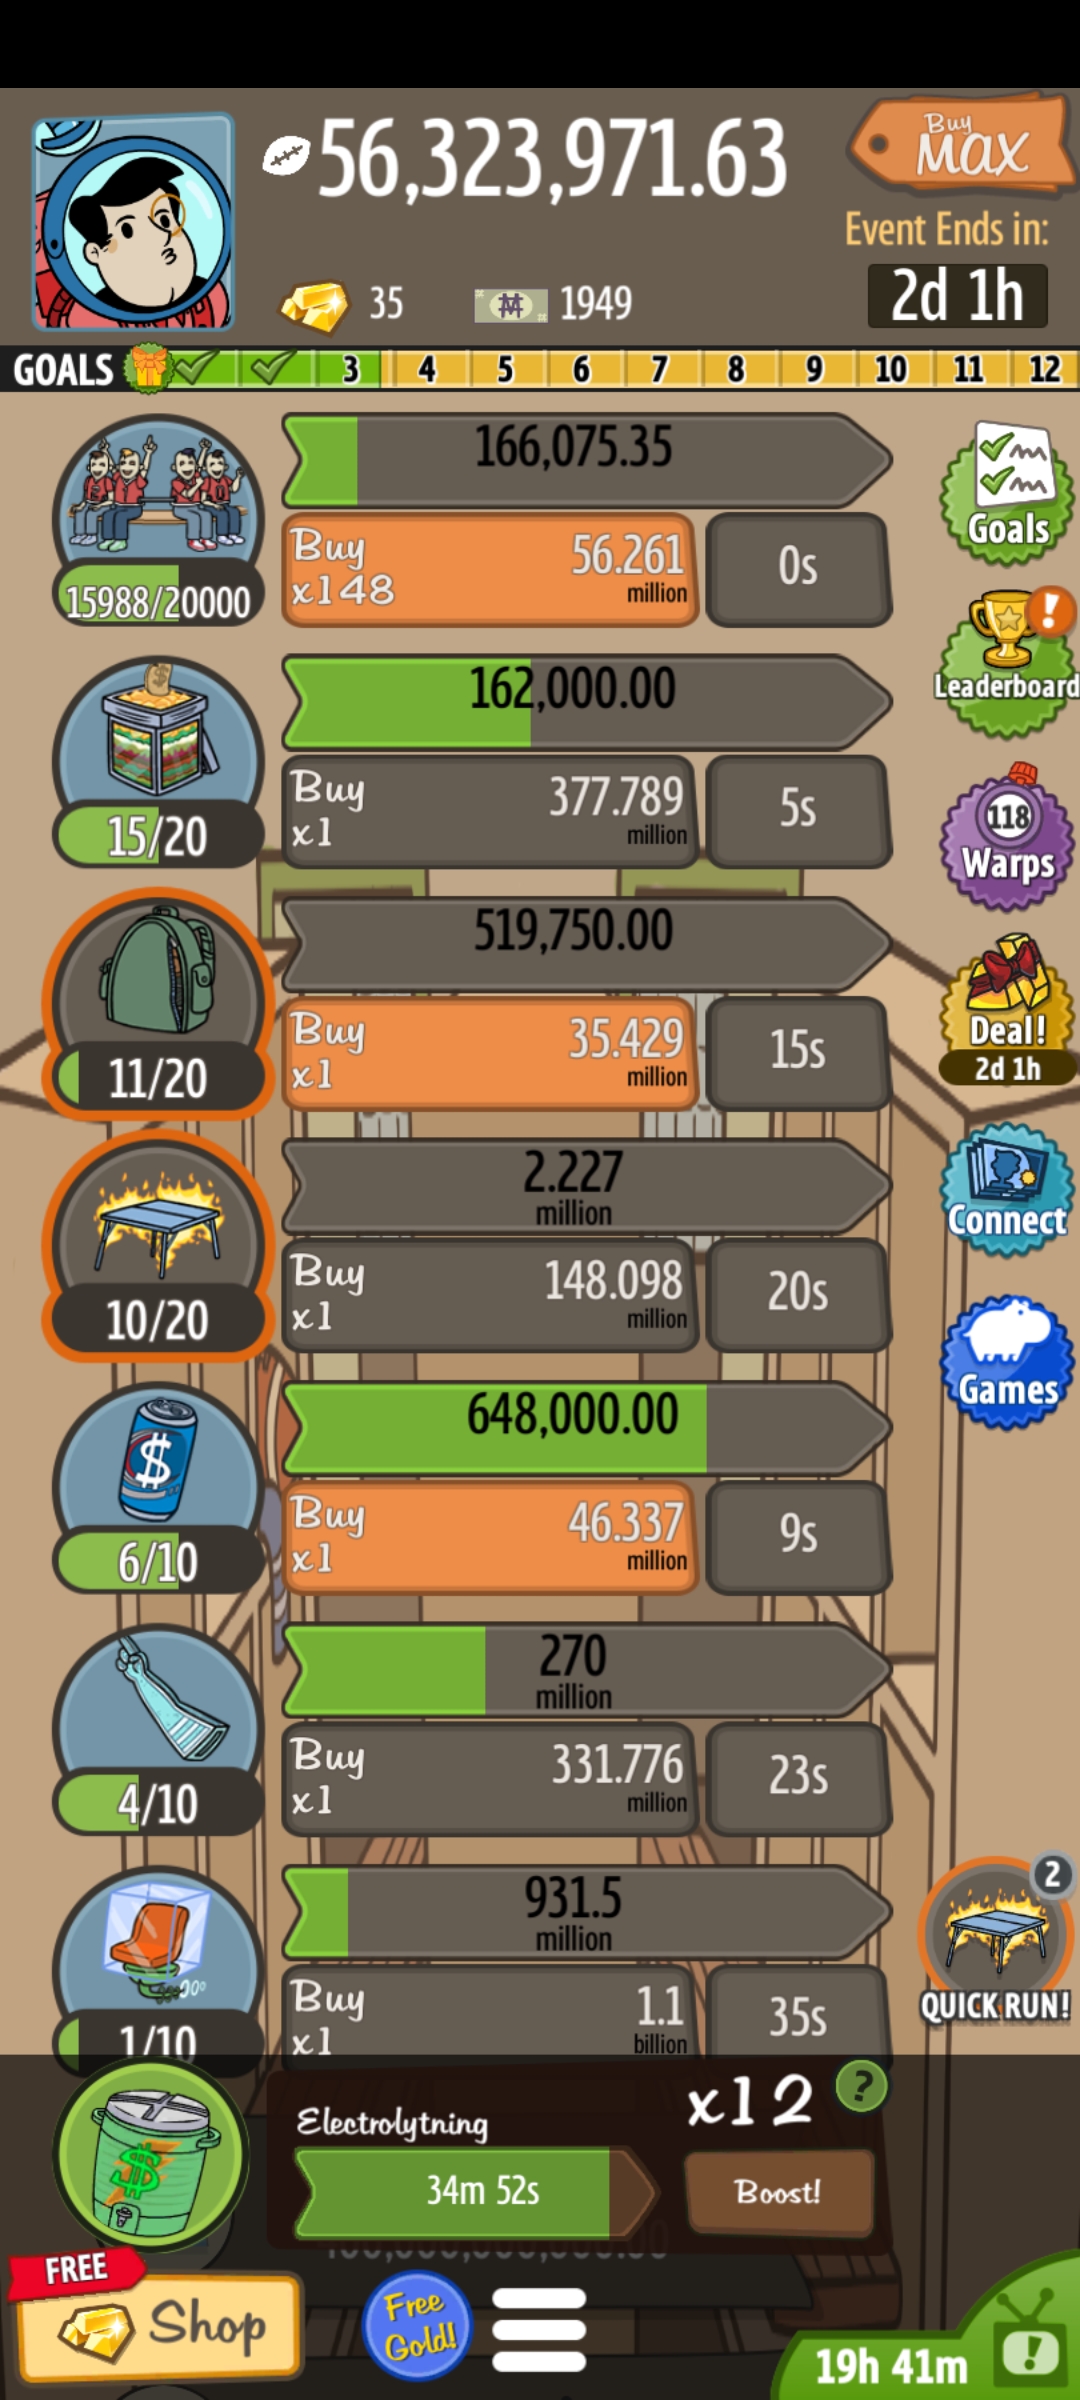 56,323,971.63
Buy
MAX
Event Ends in:
35
1949
2d 1h
GOALS 3 4 5 6 7 8 9 10 11 12
166,075.35
15988/20000
Buy
x148
56.261
million
0s
Goals
162,000.00
15/20
Buy
x1
377.789
million
5s
!
Leaderboard
118
Warps
519,750.00
11/20
Buy
x1
35.429
million
15s
Deal!
2d 1h
2.227
million
10/20
Buy
x1
148.098
million
20s
Connect
Games
648,000.00
$
6/10
Buy
x1
46.337
million
9s
270
million
4/10
Buy
x1
331.776
million
23s
931.5
million
1/10
Buy
x1
1.1
billion
35s
2
QUICK RUN!
$
Electrolytning
34m 52s
x12
?
Boost!
FREE
Shop
Free
Gold!
19h 41m
!